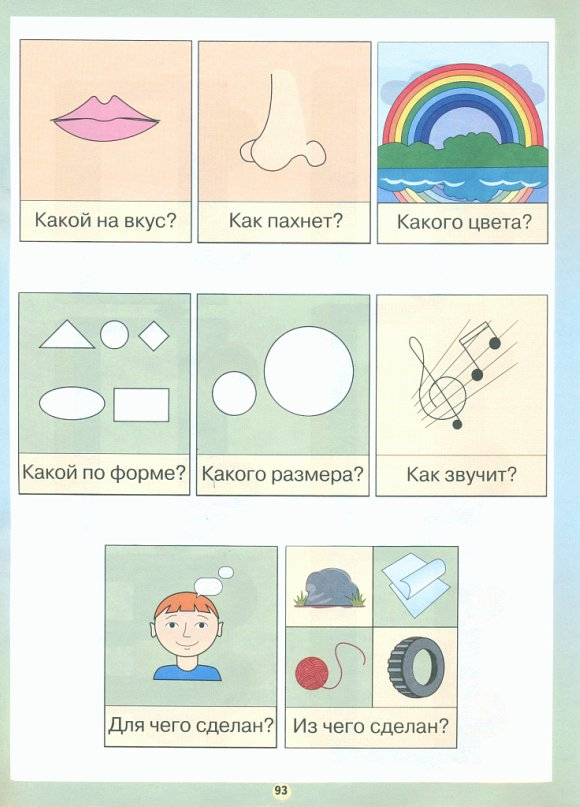 Какой на вкус?
Как пахнет?
Какого цвета?
Какой по форме?
Какого размера?
Как звучит?
Для чего сделан?
Из чего сделан?
93